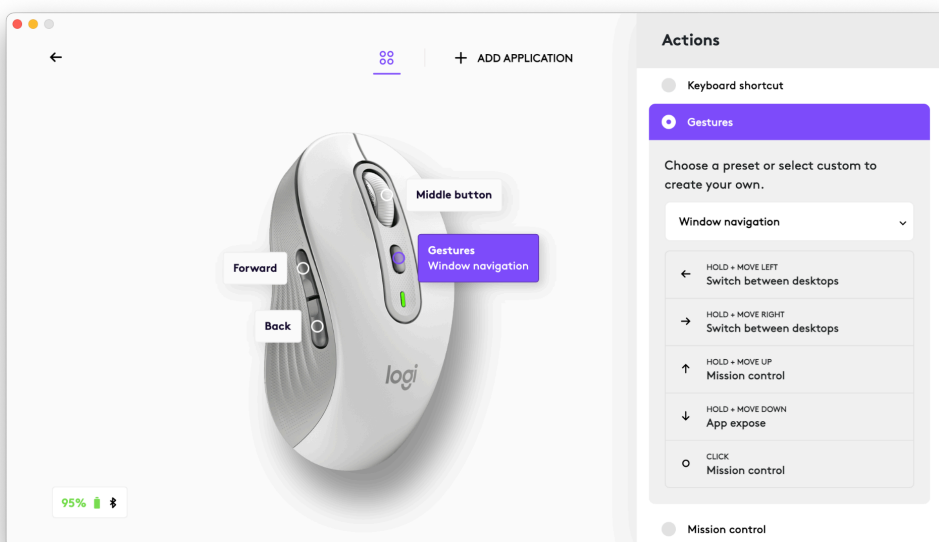 ADD APPLICATION
Middle button
Gestures
Window navigation
Forward
Back
logi
95%
Actions
Keyboard shortcut
Gestures
Choose a preset or select custom to
create your own.
Window navigation
HOLD + MOVE LEFT
Switch between desktops
HOLD + MOVE RIGHT
Switch between desktops
HOLD + MOVE UP
Mission control
HOLD + MOVE DOWN
App expose
CLICK
Mission control
Mission control